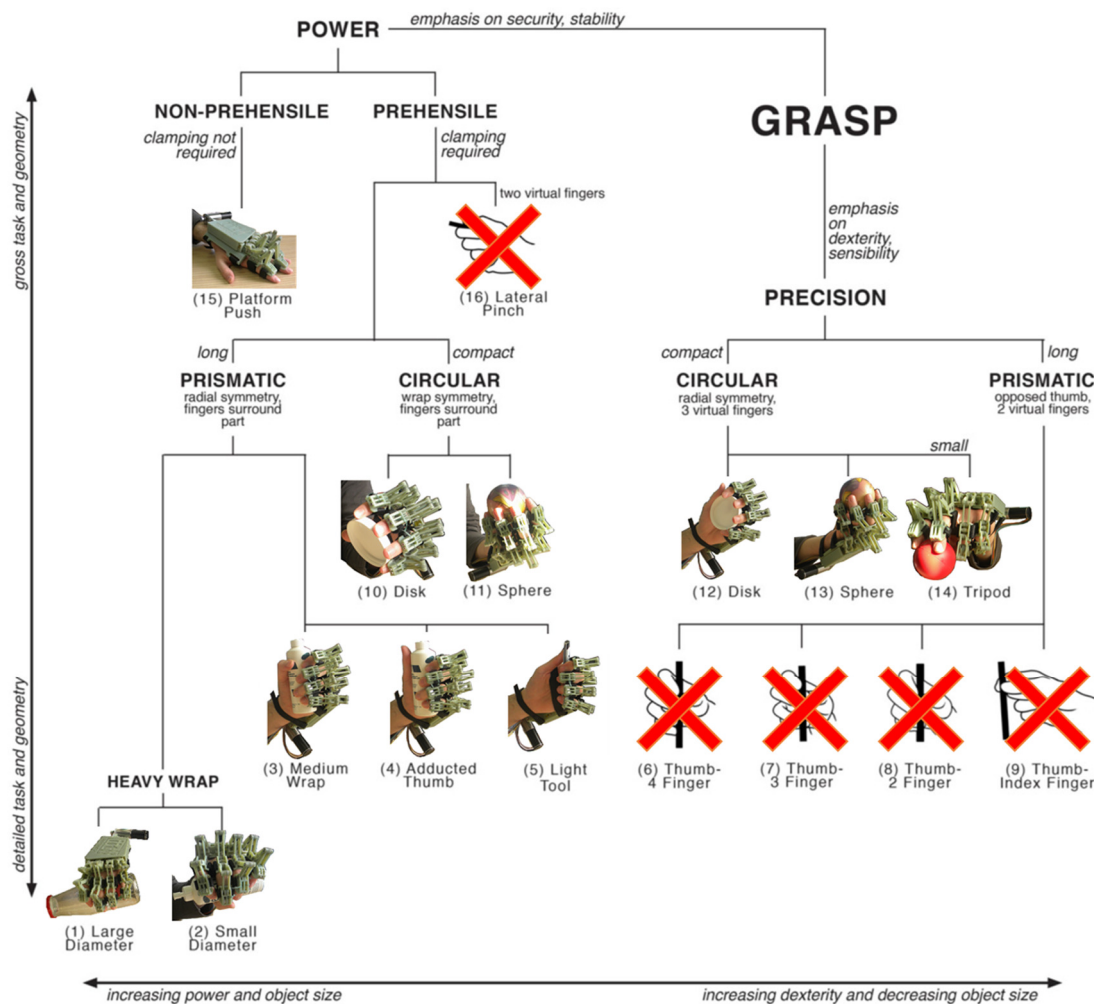 emphasis on security, stability
POWER
NON-PREHENSILE
PREHENSILE
GRASP
clamping not
required
clamping
required
two virtual fingers
emphasis
on
dexterity,
sensibility
(15) Platform
Push
(16) Lateral
Pinch
PRECISION
long
compact
compact
long
PRISMATIC
radial symmetry,
fingers surround
part
CIRCULAR
wrap symmetry,
fingers surround
part
CIRCULAR
radial symmetry,
3 virtual fingers
PRISMATIC
opposed thumb,
2 virtual fingers
small
(10) Disk
(11) Sphere
(12) Disk
(13) Sphere
(14) Tripod
(3) Medium
Wrap
(4) Adducted
Thumb
(5) Light
Tool
(6) Thumb-
4 Finger
(7) Thumb-
3 Finger
(8) Thumb-
2 Finger
(9) Thumb-
Index Finger
HEAVY WRAP
(1) Large
Diameter
(2) Small
Diameter
gross task and geometry
detailed task and geometry
increasing power and object size
increasing dexterity and decreasing object size